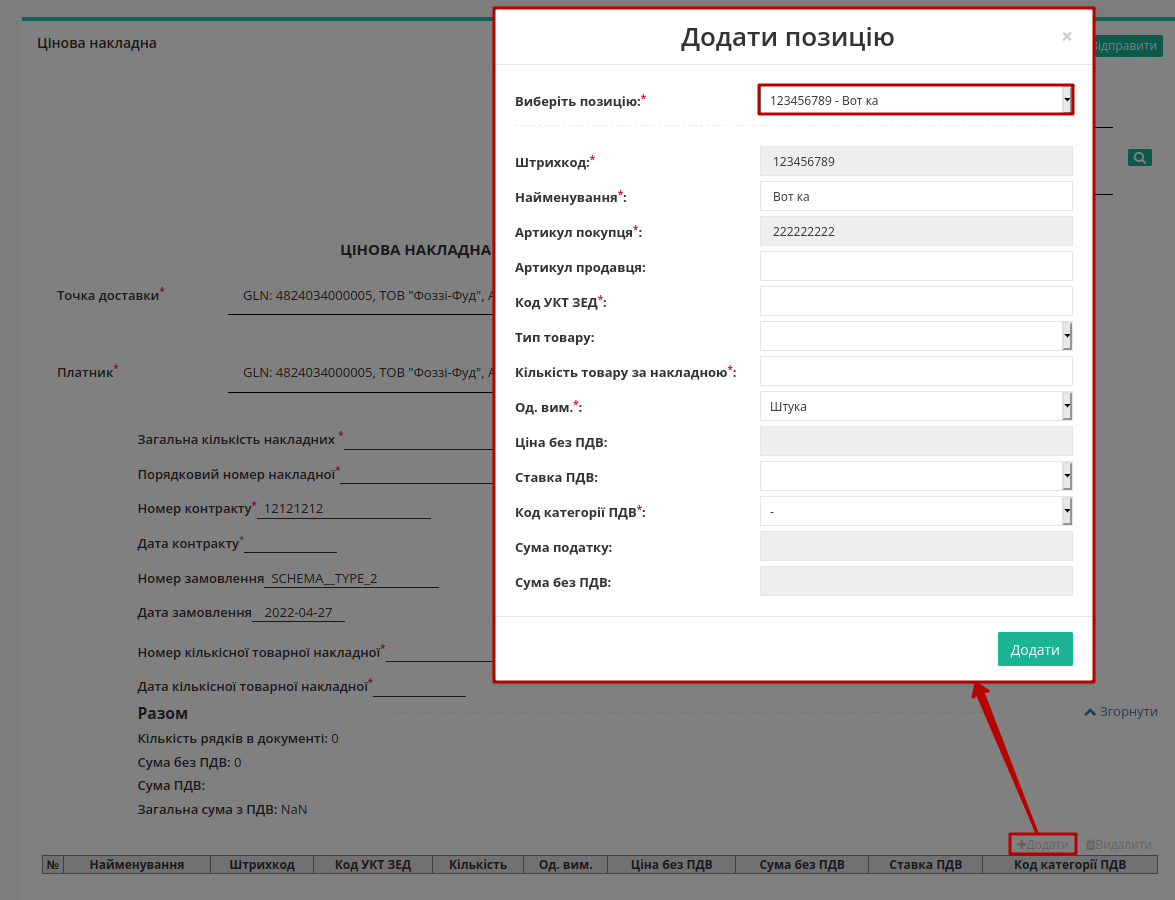 Цінова накладна
Відправити
ЦІНОВА НАКЛАДНА
Точка доставки*
GLN: 4824034000005, ТОВ "Фоззі-Фуд", А
Платник*
GLN: 4824034000005, ТОВ "Фоззі-Фуд", А
Загальна кількість накладних *
Порядковий номер накладної*
Номер контракту* 12121212
Дата контракту*
Номер замовлення SCHEMA__TYPE_2
Дата замовлення 2022-04-27
Номер кількісної товарної накладної*
Дата кількісної товарної накладної*
Разом
Згорнути
Кількість рядків в документі: 0
Сума без ПДВ: 0
Сума ПДВ:
Загальна сума з ПДВ: NaN
Додати Видалити
№ Найменування Штрихкод Код УКТ ЗЕД Кількість Од. вим. Ціна без ПДВ Сума без ПДВ Ставка ПДВ Код категорії ПДВ
Додати позицію
×
Виберіть позицію:* 123456789 - Вот ка
Штрихкод:* 123456789
Найменування*: Вот ка
Артикул покупця*: 222222222
Артикул продавця:
Код УКТ ЗЕД*:
Тип товару:
Кількість товару за накладною*:
Од. вим.*: Штука
Ціна без ПДВ:
Ставка ПДВ:
Код категорії ПДВ*: -
Сума податку:
Сума без ПДВ:
Додати